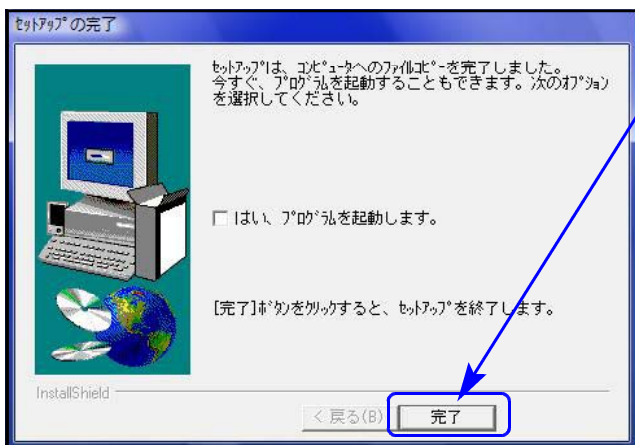 ｾｯﾄｱｯﾌﾟの完了
ｾｯﾄｱｯﾌﾟは、ｺﾝﾋﾟｭｰﾀへのﾌｧｲﾙｺﾋﾟｰを完了しました。
今すぐ、ﾌﾟﾛｸﾞﾗﾑを起動することもできます。次のｵﾌﾟｼｮﾝ
を選択してください。
はい、ﾌﾟﾛｸﾞﾗﾑを起動します。
[完了]ﾎﾞﾀﾝをｸﾘｯｸすると、ｾｯﾄｱｯﾌﾟを終了します。
InstallShield
< 戻る(B)
完了